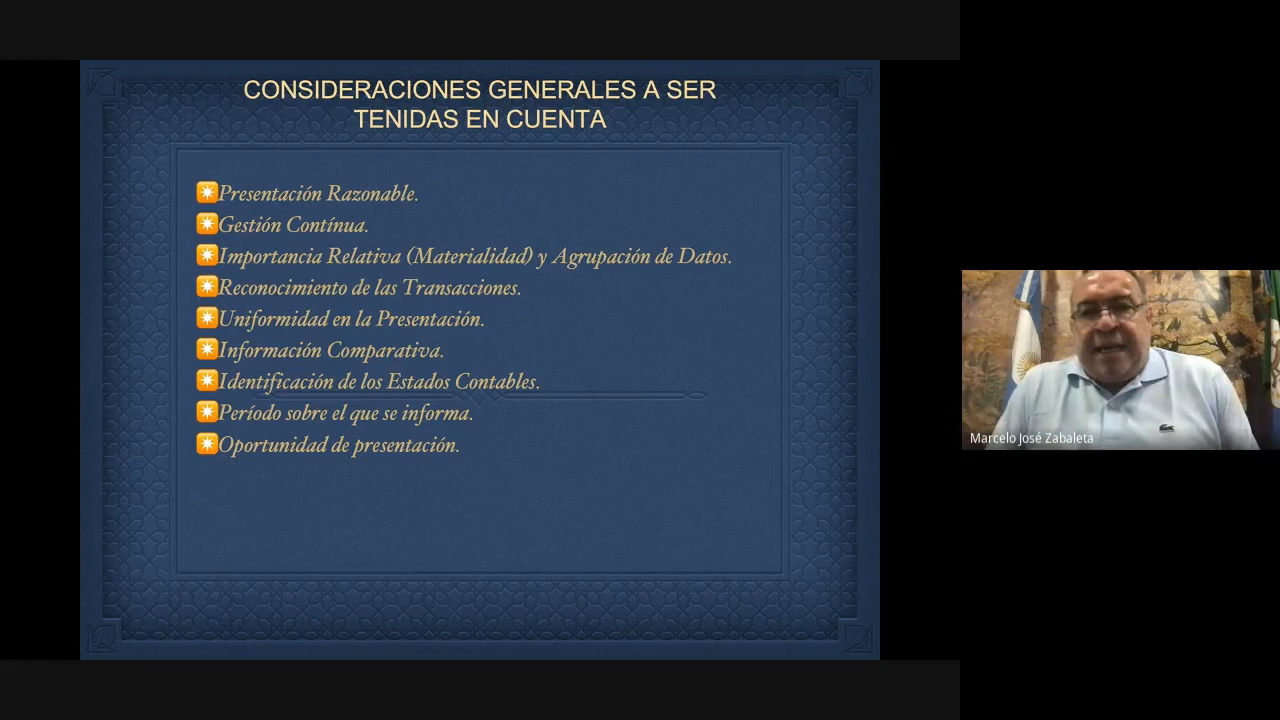 CONSIDERACIONES GENERALES A SER
TENIDAS EN CUENTA
Presentación Razonable.
Gestión Contínua.
Importancia Relativa (Materialidad) y Agrupación de Datos.
Reconocimiento de las Transacciones.
Uniformidad en la Presentación.
Información Comparativa.
Identificación de los Estados Contables.
Período sobre el que se informa.
Oportunidad de presentación.
Marcelo José Zabaleta